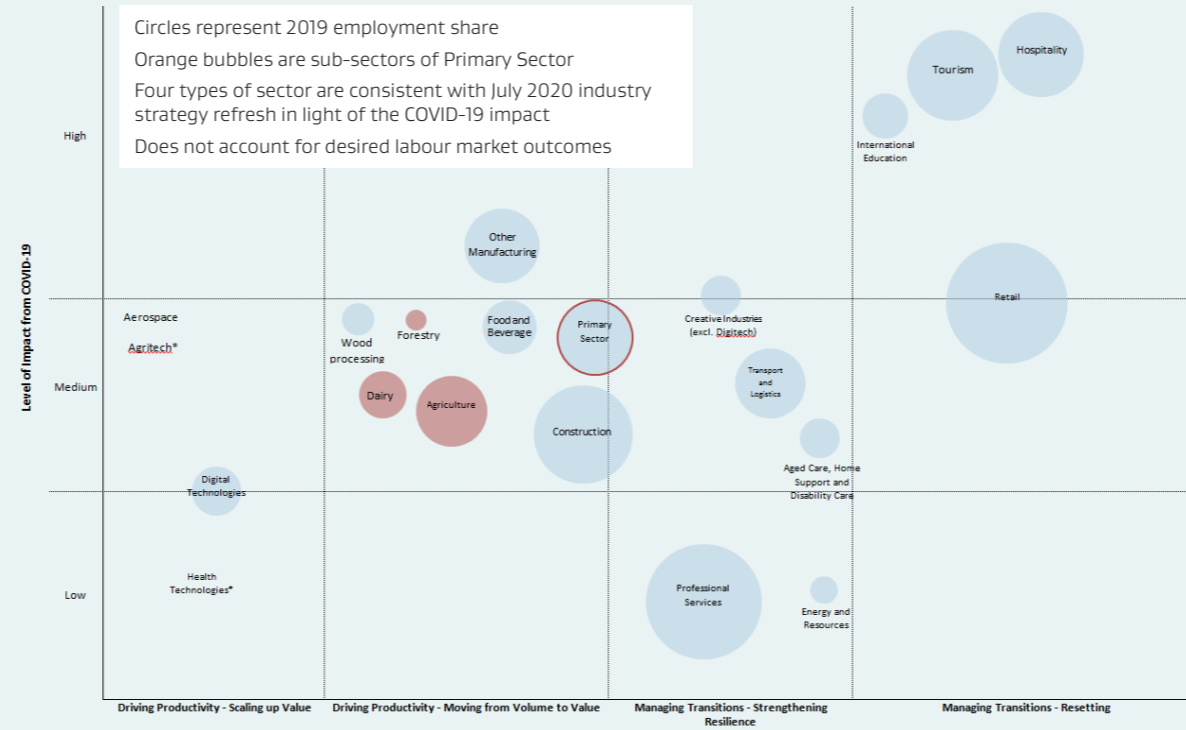 Circles represent 2019 employment share
Orange bubbles are sub-sectors of Primary Sector
Four types of sector are consistent with July 2020 industry
strategy refresh in light of the COVID-19 impact
Does not account for desired labour market outcomes
Level of Impact from COVID-19
High
Medium
Low
Hospitality
Tourism
International
Education
Other
Manufacturing
Retail
Aerospace
Agritech*
Wood
processing
Forestry
Food and
Beverage
Primary
Sector
Creative Industries
(excl. Digitech)
Transport
and
Logistics
Dairy
Agriculture
Construction
Aged Care, Home
Support and
Disability Care
Digital
Technologies
Health
Technologies*
Professional
Services
Energy and
Resources
Driving Productivity - Scaling up Value
Driving Productivity - Moving from Volume to Value
Managing Transitions - Strengthening
Resilience
Managing Transitions - Resetting